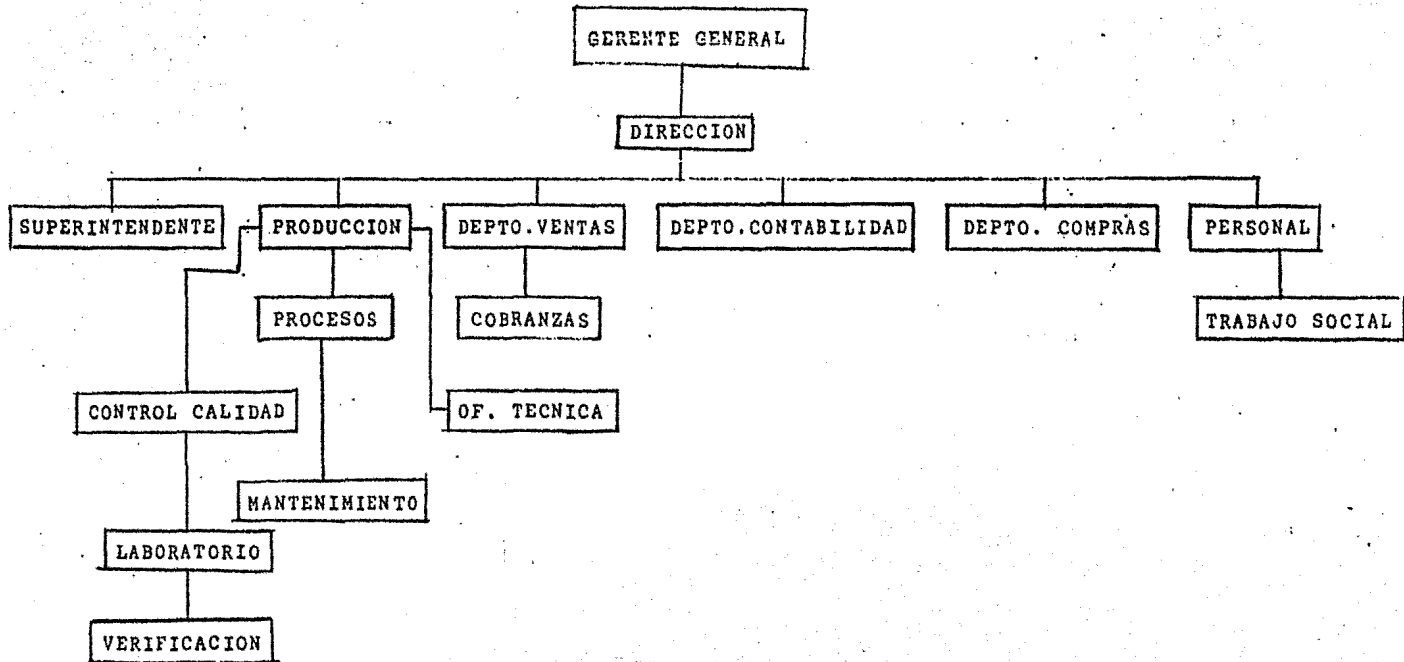 GERENTE GENERAL
DIRECCION
SUPERINTENDENTE
PRODUCCION
DEPTO.VENTAS
DEPTO.CONTABILIDAD
DEPTO. COMPRAS
PERSONAL
PROCESOS
COBRANZAS
TRABAJO SOCIAL
CONTROL CALIDAD
OF. TECNICA
MANTENIMIENTO
LABORATORIO
VERIFICACION